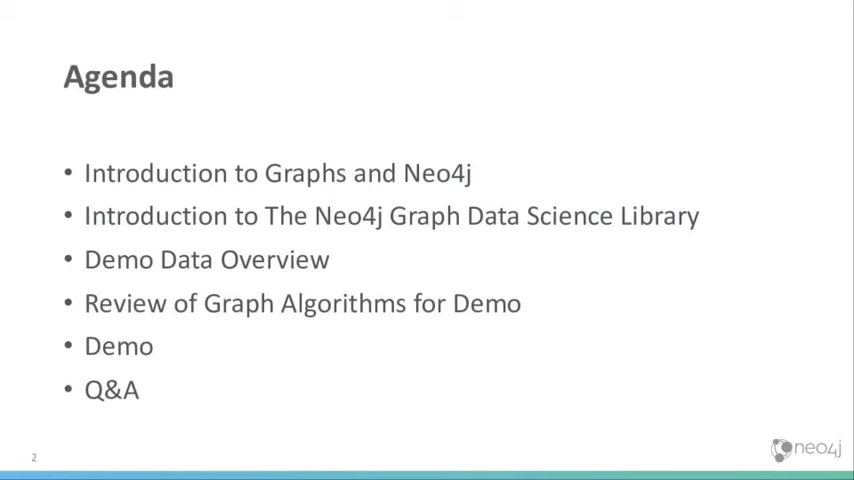 Agenda
• Introduction to Graphs and Neo4j
• Introduction to The Neo4j Graph Data Science Library
• Demo Data Overview
• Review of Graph Algorithms for Demo
• Demo
• Q&A
2
neo4j